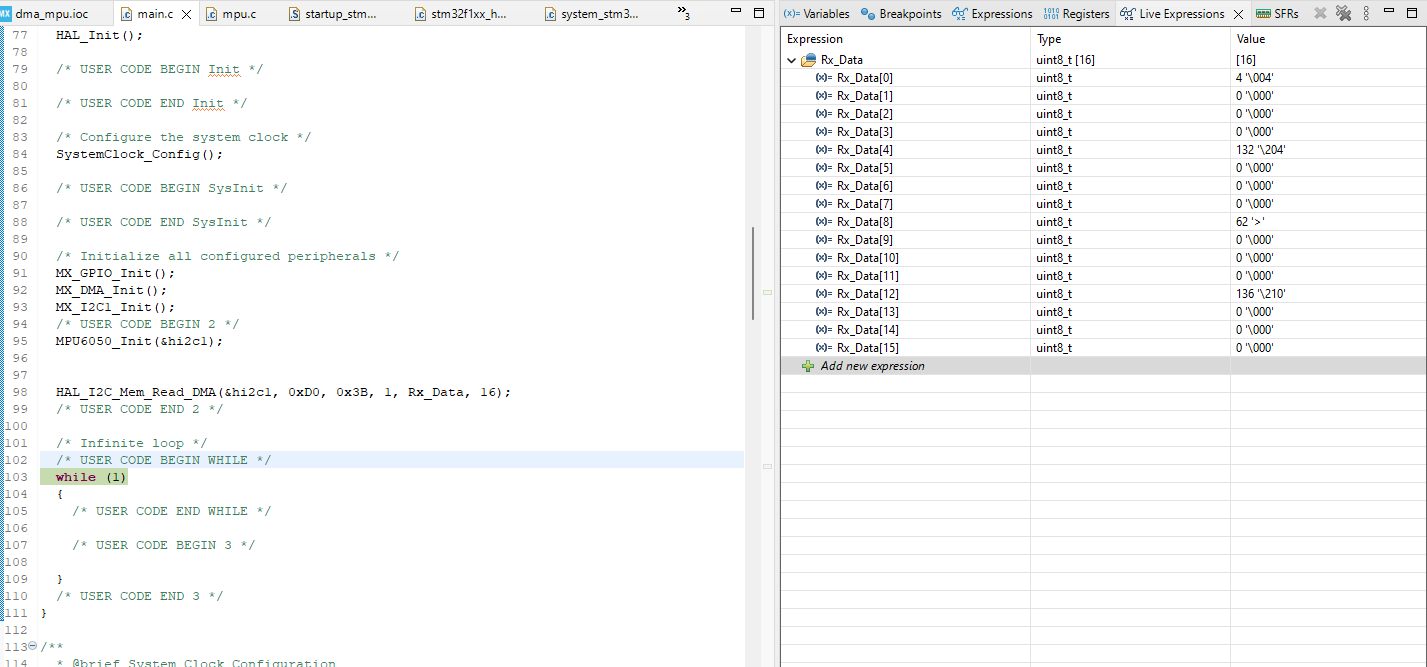 dma_mpu.ioc main.c mpu.c startup_stm... stm32f1xx_h... system_stm3... »3
77 HAL_Init();
78
79 /* USER CODE BEGIN Init */
80
81 /* USER CODE END Init */
82
83 /* Configure the system clock */
84 SystemClock_Config();
85
86 /* USER CODE BEGIN SysInit */
87
88 /* USER CODE END SysInit */
89
90 /* Initialize all configured peripherals */
91 MX_GPIO_Init();
92 MX_DMA_Init();
93 MX_I2C1_Init();
94 /* USER CODE BEGIN 2 */
95 MPU6050_Init(&hi2c1);
96
97
98 HAL_I2C_Mem_Read_DMA(&hi2c1, 0xD0, 0x3B, 1, Rx_Data, 16);
99 /* USER CODE END 2 */
100
101 /* Infinite loop */
102 /* USER CODE BEGIN WHILE */
103 while (1)
104 {
105 /* USER CODE END WHILE */
106
107 /* USER CODE BEGIN 3 */
108
109 }
110 /* USER CODE END 3 */
111 }
112
113 /**
114 * @brief System Clock Configuration
(x)= Variables Breakpoints Expressions Registers Live Expressions SFRs
Expression Type Value
Rx_Data uint8_t [16] [16]
(x)= Rx_Data[0] uint8_t 4 '\004'
(x)= Rx_Data[1] uint8_t 0 '\000'
(x)= Rx_Data[2] uint8_t 0 '\000'
(x)= Rx_Data[3] uint8_t 0 '\000'
(x)= Rx_Data[4] uint8_t 132 '\204'
(x)= Rx_Data[5] uint8_t 0 '\000'
(x)= Rx_Data[6] uint8_t 0 '\000'
(x)= Rx_Data[7] uint8_t 0 '\000'
(x)= Rx_Data[8] uint8_t 62 '>'
(x)= Rx_Data[9] uint8_t 0 '\000'
(x)= Rx_Data[10] uint8_t 0 '\000'
(x)= Rx_Data[11] uint8_t 0 '\000'
(x)= Rx_Data[12] uint8_t 136 '\210'
(x)= Rx_Data[13] uint8_t 0 '\000'
(x)= Rx_Data[14] uint8_t 0 '\000'
(x)= Rx_Data[15] uint8_t 0 '\000'
Add new expression